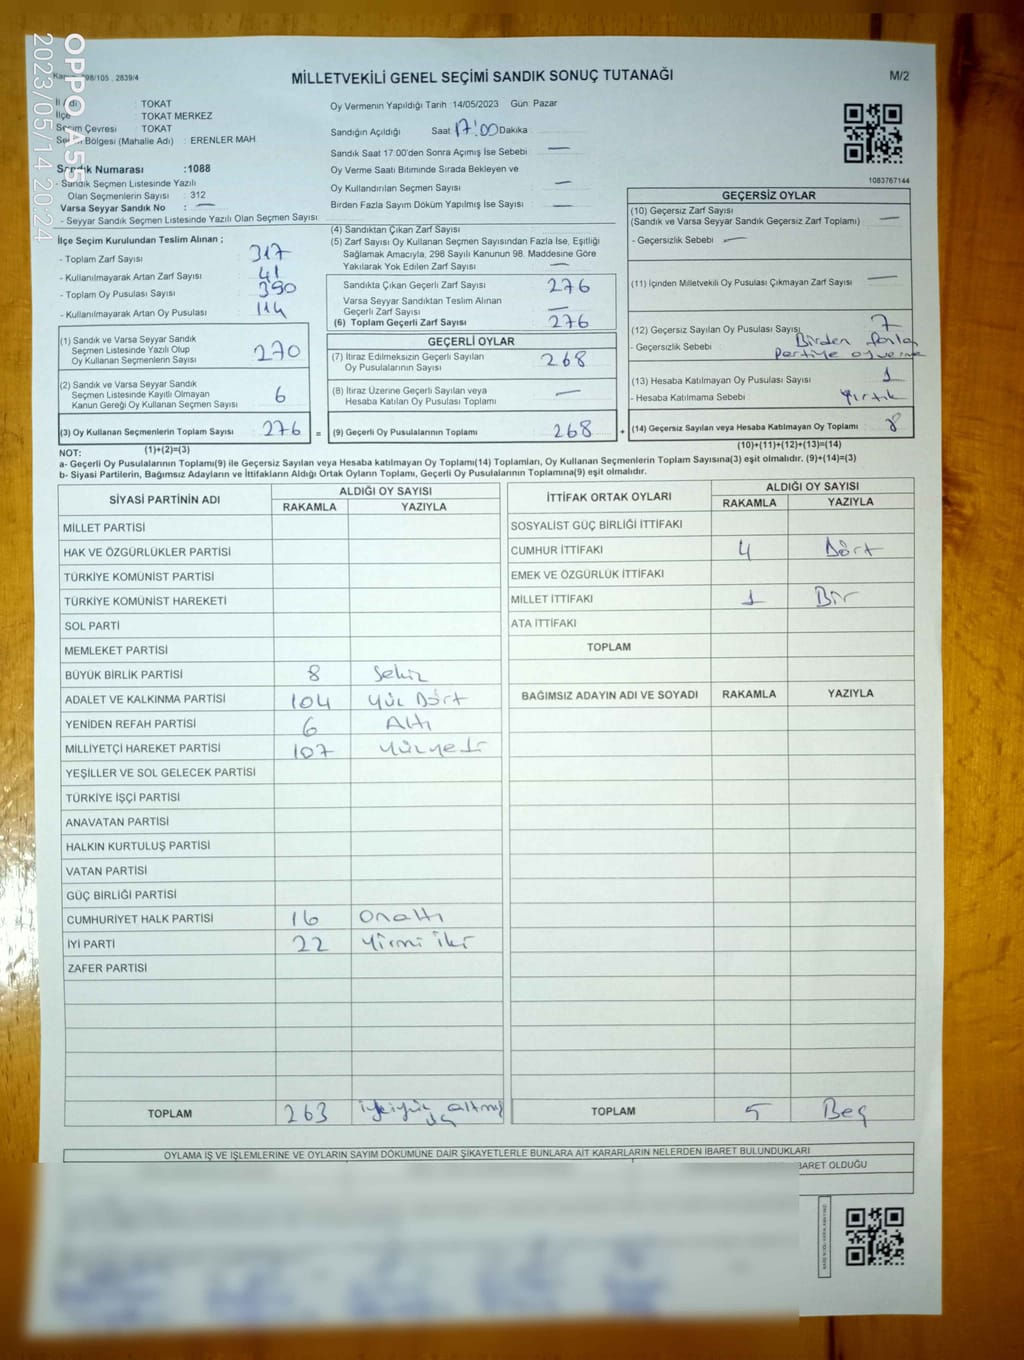 OPPO A55
2023/05/14 20:24
98/105 , 2839/4
MİLLETVEKİLİ GENEL SEÇİMİ SANDIK SONUÇ TUTANAĞI
M/2
İl Adı : TOKAT
İlçe : TOKAT MERKEZ
Seçim Çevresi : TOKAT
Bölgesi (Mahalle Adı) : ERENLER MAH
Sandık Numarası :1088
- Sandık Seçmen Listesinde Yazılı
Olan Seçmenlerin Sayısı : 312
Varsa Seyyar Sandık No : —
- Seyyar Sandık Seçmen Listesinde Yazılı Olan Seçmen Sayısı
Oy Vermenin Yapıldığı Tarih :14/05/2023 Gün: Pazar
Sandığın Açıldığı Saat 17:00 Dakika
Sandık Saat 17:00'den Sonra Açımış İse Sebebi —
Oy Verme Saati Bitiminde Sırada Bekleyen ve
Oy Kullandırılan Seçmen Sayısı —
Birden Fazla Sayım Döküm Yapılmış İse Sayısı —
1083767144
İlçe Seçim Kurulundan Teslim Alınan ;
- Toplam Zarf Sayısı 317
- Kullanılmayarak Artan Zarf Sayısı 41
- Toplam Oy Pusulası Sayısı 390
- Kullanılmayarak Artan Oy Pusulası 114
(1) Sandık ve Varsa Seyyar Sandık
Seçmen Listesinde Yazılı Olup
Oy Kullanan Seçmenlerin Sayısı 270
(2) Sandık ve Varsa Seyyar Sandık
Seçmen Listesinde Kayıtlı Olmayan
Kanun Gereği Oy Kullanan Seçmen Sayısı 6
(3) Oy Kullanan Seçmenlerin Toplam Sayısı 276 =
(1)+(2)=(3)
(4) Sandıktan Çıkan Zarf Sayısı
(5) Zarf Sayısı Oy Kullanan Seçmen Sayısından Fazla İse, Eşitliği
Sağlamak Amacıyla, 298 Sayılı Kanunun 98. Maddesine Göre
Yakılarak Yok Edilen Zarf Sayısı —
Sandıkta Çıkan Geçerli Zarf Sayısı 276
Varsa Seyyar Sandıktan Teslim Alınan
Geçerli Zarf Sayısı —
(6) Toplam Geçerli Zarf Sayısı 276
GEÇERLİ OYLAR
(7) İtiraz Edilmeksizin Geçerli Sayılan
Oy Pusulalarının Sayısı 268
(8) İtiraz Üzerine Geçerli Sayılan veya
Hesaba Katılan Oy Pusulası Toplamı —
(9) Geçerli Oy Pusulalarının Toplamı 268 +
GEÇERSİZ OYLAR
(10) Geçersiz Zarf Sayısı
(Sandık ve Varsa Seyyar Sandık Geçersiz Zarf Toplamı) —
- Geçersizlik Sebebi —
(11) İçinden Milletvekili Oy Pusulası Çıkmayan Zarf Sayısı —
(12) Geçersiz Sayılan Oy Pusulası Sayısı 7
- Geçersizlik Sebebi Birden fazla
partiye oy verme
(13) Hesaba Katılmayan Oy Pusulası Sayısı 1
- Hesaba Katılmama Sebebi Yırtık
(14) Geçersiz Sayılan veya Hesaba Katılmayan Oy Toplamı 8
(10)+(11)+(12)+(13)=(14)
NOT:
a- Geçerli Oy Pusulalarının Toplamı(9) ile Geçersiz Sayılan veya Hesaba katılmayan Oy Toplamı(14) Toplamları, Oy Kullanan Seçmenlerin Toplam Sayısına(3) eşit olmalıdır. (9)+(14)=(3)
b- Siyasi Partilerin, Bağımsız Adayların ve İttifakların Aldığı Ortak Oyların Toplamı, Geçerli Oy Pusulalarının Toplamına(9) eşit olmalıdır.
SİYASİ PARTİNİN ADI ALDIĞI OY SAYISI
RAKAMLA YAZIYLA
MİLLET PARTİSİ
HAK VE ÖZGÜRLÜKLER PARTİSİ
TÜRKİYE KOMÜNİST PARTİSİ
TÜRKİYE KOMÜNİST HAREKETİ
SOL PARTİ
MEMLEKET PARTİSİ
BÜYÜK BİRLİK PARTİSİ 8 Sekiz
ADALET VE KALKINMA PARTİSİ 104 Yüz Dört
YENİDEN REFAH PARTİSİ 6 Altı
MİLLİYETÇİ HAREKET PARTİSİ 107 Yüzyedi
YEŞİLLER VE SOL GELECEK PARTİSİ
TÜRKİYE İŞÇİ PARTİSİ
ANAVATAN PARTİSİ
HALKIN KURTULUŞ PARTİSİ
VATAN PARTİSİ
GÜÇ BİRLİĞİ PARTİSİ
CUMHURİYET HALK PARTİSİ 16 Onaltı
İYİ PARTİ 22 Yirmi iki
ZAFER PARTİSİ
TOPLAM 263 ikiyüz altmış
üç
İTTİFAK ORTAK OYLARI ALDIĞI OY SAYISI
RAKAMLA YAZIYLA
SOSYALİST GÜÇ BİRLİĞİ İTTİFAKI
CUMHUR İTTİFAKI 4 Dört
EMEK VE ÖZGÜRLÜK İTTİFAKI
MİLLET İTTİFAKI 1 Bir
ATA İTTİFAKI
TOPLAM
BAĞIMSIZ ADAYIN ADI VE SOYADI RAKAMLA YAZIYLA
TOPLAM 5 Beş
OYLAMA İŞ VE İŞLEMLERİNE VE OYLARIN SAYIM DÖKÜMÜNE DAİR ŞİKAYETLERLE BUNLARA AİT KARARLARIN NELERDEN İBARET BULUNDUKLARI
BARET OLDUĞU